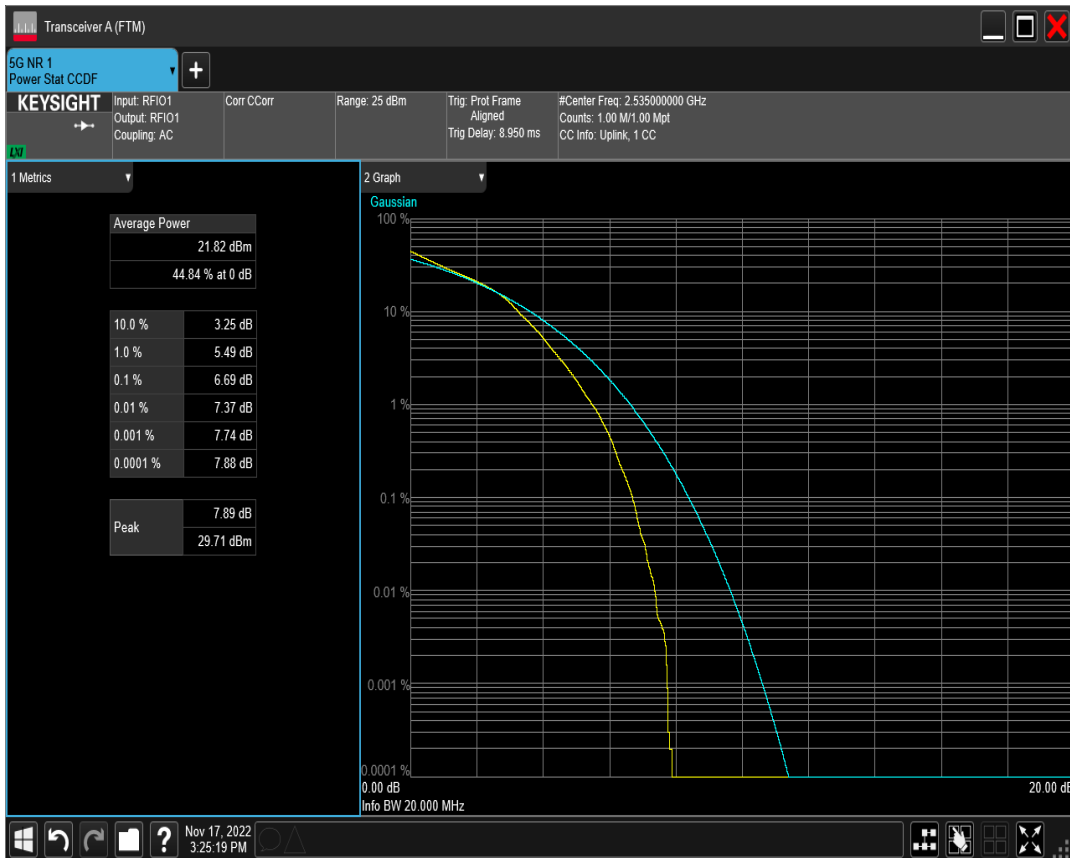 Transceiver A (FTM)
5G NR 1
Power Stat CCDF
+
KEYSIGHT
LXI
Input: RFIO1
Output: RFIO1
Coupling: AC
Corr CCorr
Range: 25 dBm
Trig: Prot Frame
Aligned
Trig Delay: 8.950 ms
#Center Freq: 2.535000000 GHz
Counts: 1.00 M/1.00 Mpt
CC Info: Uplink, 1 CC
1 Metrics
Average Power
21.82 dBm
44.84 % at 0 dB
10.0 % 3.25 dB
1.0 % 5.49 dB
0.1 % 6.69 dB
0.01 % 7.37 dB
0.001 % 7.74 dB
0.0001 % 7.88 dB
Peak
7.89 dB
29.71 dBm
2 Graph
Gaussian
100 %
10 %
1 %
0.1 %
0.01 %
0.001 %
0.0001 %
0.00 dB 20.00 dB
Info BW 20.000 MHz
?
Nov 17, 2022
3:25:19 PM